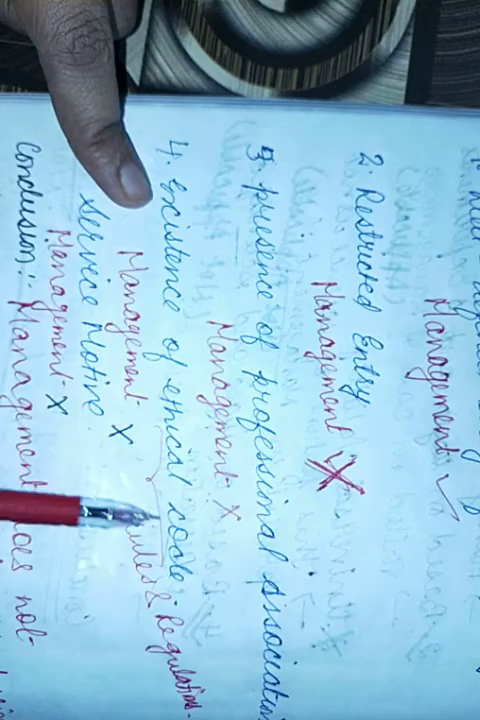 Management ✓
2. Restricted Entry
Management X
3. presence of professional Association
Management X
4. Existence of ethical code
Management X Rules & Regulation.
Service Motive.
Management X
Conclusion:- Management does not